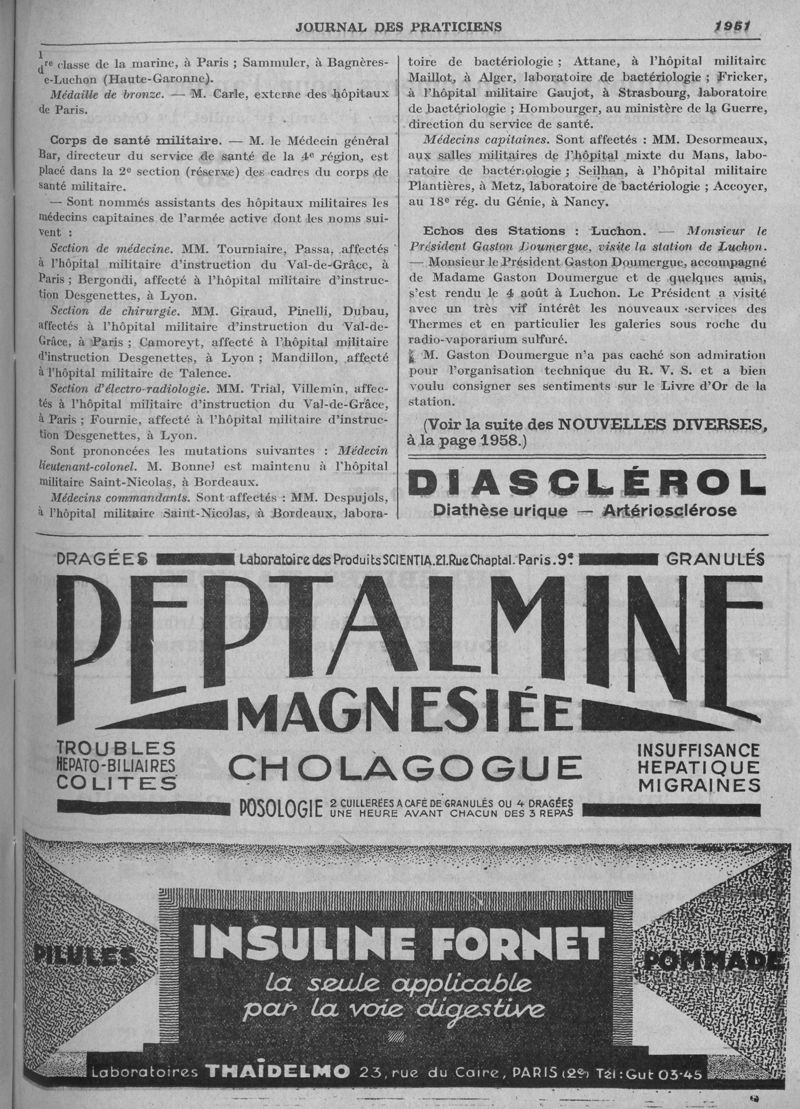 JOURNAL DES PRATICIENS 1951
1re classe de la marine, à Paris ; Sammuler, à Bagnères-
de-Luchon (Haute-Garonne).
Médaille de bronze. — M. Carle, externe des hôpitaux
de Paris.
Corps de santé militaire. — M. le Médecin général
Bar, directeur du service de santé de la 4e région, est
placé dans la 2e section (réserve) des cadres du corps de
santé militaire.
— Sont nommés assistants des hôpitaux militaires les
médecins capitaines de l'armée active dont les noms sui-
vent :
Section de médecine. MM. Tourniaire, Passa, affectés
à l'hôpital militaire d'instruction du Val-de-Grâce, à
Paris ; Bergondi, affecté à l'hôpital militaire d'instruc-
tion Desgenettes, à Lyon.
Section de chirurgie. MM. Giraud, Pinelli, Dubau,
affectés à l'hôpital militaire d'instruction du Val-de-
Grâce, à Paris ; Camoreyt, affecté à l'hôpital militaire
d'instruction Desgenettes, à Lyon ; Mandillon, affecté
à l'hôpital militaire de Talence.
Section d'électro-radiologie. MM. Trial, Villemin, affec-
tés à l'hôpital militaire d'instruction du Val-de-Grâce,
à Paris ; Fournie, affecté à l'hôpital militaire d'instruc-
tion Desgenettes, à Lyon.
Sont prononcées les mutations suivantes : Médecin
lieutenant-colonel. M. Bonnel est maintenu à l'hôpital
militaire Saint-Nicolas, à Bordeaux.
Médecins commandants. Sont affectés : MM. Despujols,
à l'hôpital militaire Saint-Nicolas, à Bordeaux, labora-
toire de bactériologie ; Attane, à l'hôpital militaire
Maillot, à Alger, laboratoire de bactériologie ; Fricker,
à l'hôpital militaire Gaujot, à Strasbourg, laboratoire
de bactériologie ; Hombourger, au ministère de la Guerre,
direction du service de santé.
Médecins capitaines. Sont affectés : MM. Desormeaux,
aux salles militaires de l'hôpital mixte du Mans, labo-
ratoire de bactériologie ; Seilhan, à l'hôpital militaire
Plantières, à Metz, laboratoire de bactériologie ; Accoyer,
au 18e rég. du Génie, à Nancy.
Echos des Stations : Luchon. — Monsieur le
Président Gaston Doumergue, visite la station de Luchon.
— Monsieur le Président Gaston Doumergue, accompagné
de Madame Gaston Doumergue et de quelques amis,
s'est rendu le 4 août à Luchon. Le Président a visité
avec un très vif intérêt les nouveaux services des
Thermes et en particulier les galeries sous roche du
radio-vaporarium sulfuré.
M. Gaston Doumergue n'a pas caché son admiration
pour l'organisation technique du R. V. S. et a bien
voulu consigner ses sentiments sur le Livre d'Or de la
station.
(Voir la suite des NOUVELLES DIVERSES,
à la page 1958.)
DIASCLÉROL
Diathèse urique — Artériosclérose
DRAGÉES Laboratoire des Produits SCIENTIA. 21. Rue Chaptal. Paris. 9e. GRANULÉS
PEPTALMINE
MAGNESIÉE
TROUBLES
HEPATO-BILIAIRES
COLITES
CHOLAGOGUE
INSUFFISANCE
HEPATIQUE
MIGRAINES
POSOLOGIE 2 CUILLERÉES A CAFÉ DE GRANULÉS OU 4 DRAGÉES
UNE HEURE AVANT CHACUN DES 3 REPAS
PILULES
INSULINE FORNET
la seule applicable
par la voie digestive
POMMADE
Laboratoires THAÏDELMO 23, rue du Caire, PARIS (2e) Tél : Gut 03-45